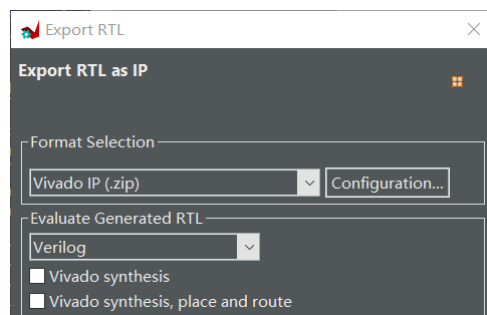 Export RTL
Export RTL as IP
Format Selection
Vivado IP (.zip)
Configuration...
Evaluate Generated RTL
Verilog
Vivado synthesis
Vivado synthesis, place and route